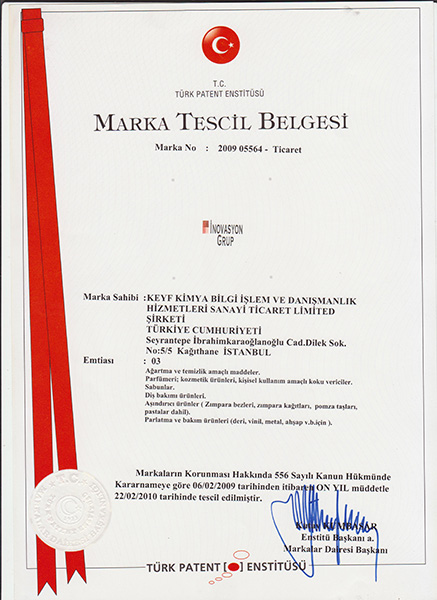 T.C.
TÜRK PATENT ENSTİTÜSÜ
MARKA TESCİL BELGESİ
Marka No : 2009 05564 - Ticaret
İNOVASYON
GRUP
Marka Sahibi :KEYF KİMYA BİLGİ İŞLEM VE DANIŞMANLIK
HİZMETLERİ SANAYİ TİCARET LİMİTED
ŞİRKETİ
TÜRKİYE CUMHURİYETİ
Seyrantepe İbrahimkaraoğlanoğlu Cad.Dilek Sok.
No:5/5 Kağıthane İSTANBUL
Emtiası : 03
Ağartma ve temizlik amaçlı maddeler.
Parfümeri; kozmetik ürünleri, kişisel kullanım amaçlı koku vericiler.
Sabunlar.
Diş bakımı ürünleri.
Aşındırıcı ürünler ( Zımpara bezleri, zımpara kağıtları, pomza taşları,
pastalar dahil).
Parlatma ve bakım ürünleri (deri, vinil, metal, ahşap v.b.için ).
Markaların Korunması Hakkında 556 Sayılı Kanun Hükmünde
Kararnameye göre 06/02/2009 tarihinden itibaren ON YIL müddetle
22/02/2010 tarihinde tescil edilmiştir.
Enstitü Başkanı a.
Markalar Dairesi Başkanı
TÜRK PATENT ENSTİTÜSÜ